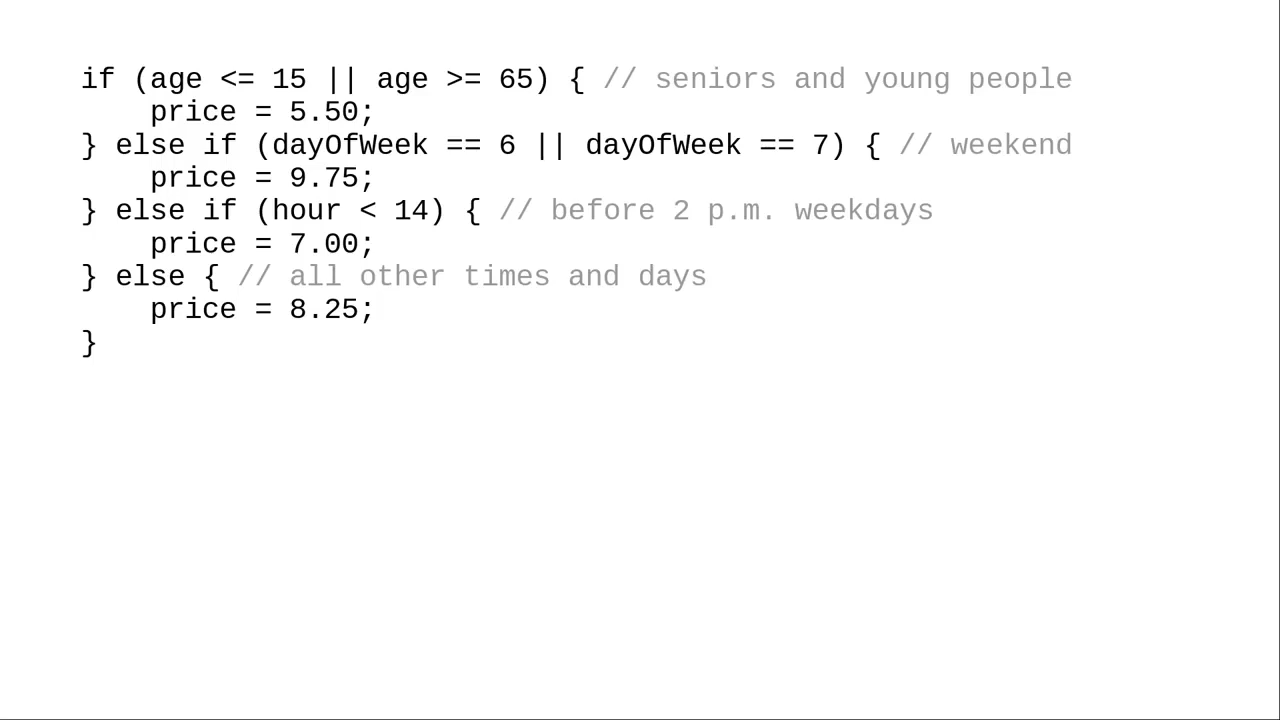 if (age <= 15 || age >= 65) { // seniors and young people
    price = 5.50;
} else if (dayOfWeek == 6 || dayOfWeek == 7) { // weekend
    price = 9.75;
} else if (hour < 14) { // before 2 p.m. weekdays
    price = 7.00;
} else { // all other times and days
    price = 8.25;
}